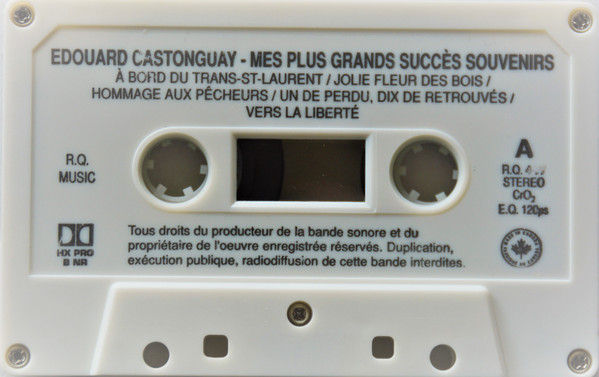 EDOUARD CASTONGUAY - MES PLUS GRANDS SUCCÈS SOUVENIRS
À BORD DU TRANS-ST-LAURENT / JOLIE FLEUR DES BOIS /
HOMMAGE AUX PÊCHEURS / UN DE PERDU, DIX DE RETROUVÉS /
VERS LA LIBERTÉ
R.Q.
MUSIC
A
R.Q.
STEREO
CrO₂
E.Q. 120µs
HX PRO
B NR
Tous droits du producteur de la bande sonore et du
propriétaire de l'oeuvre enregistrée réservés. Duplication,
exécution publique, radiodiffusion de cette bande interdites.